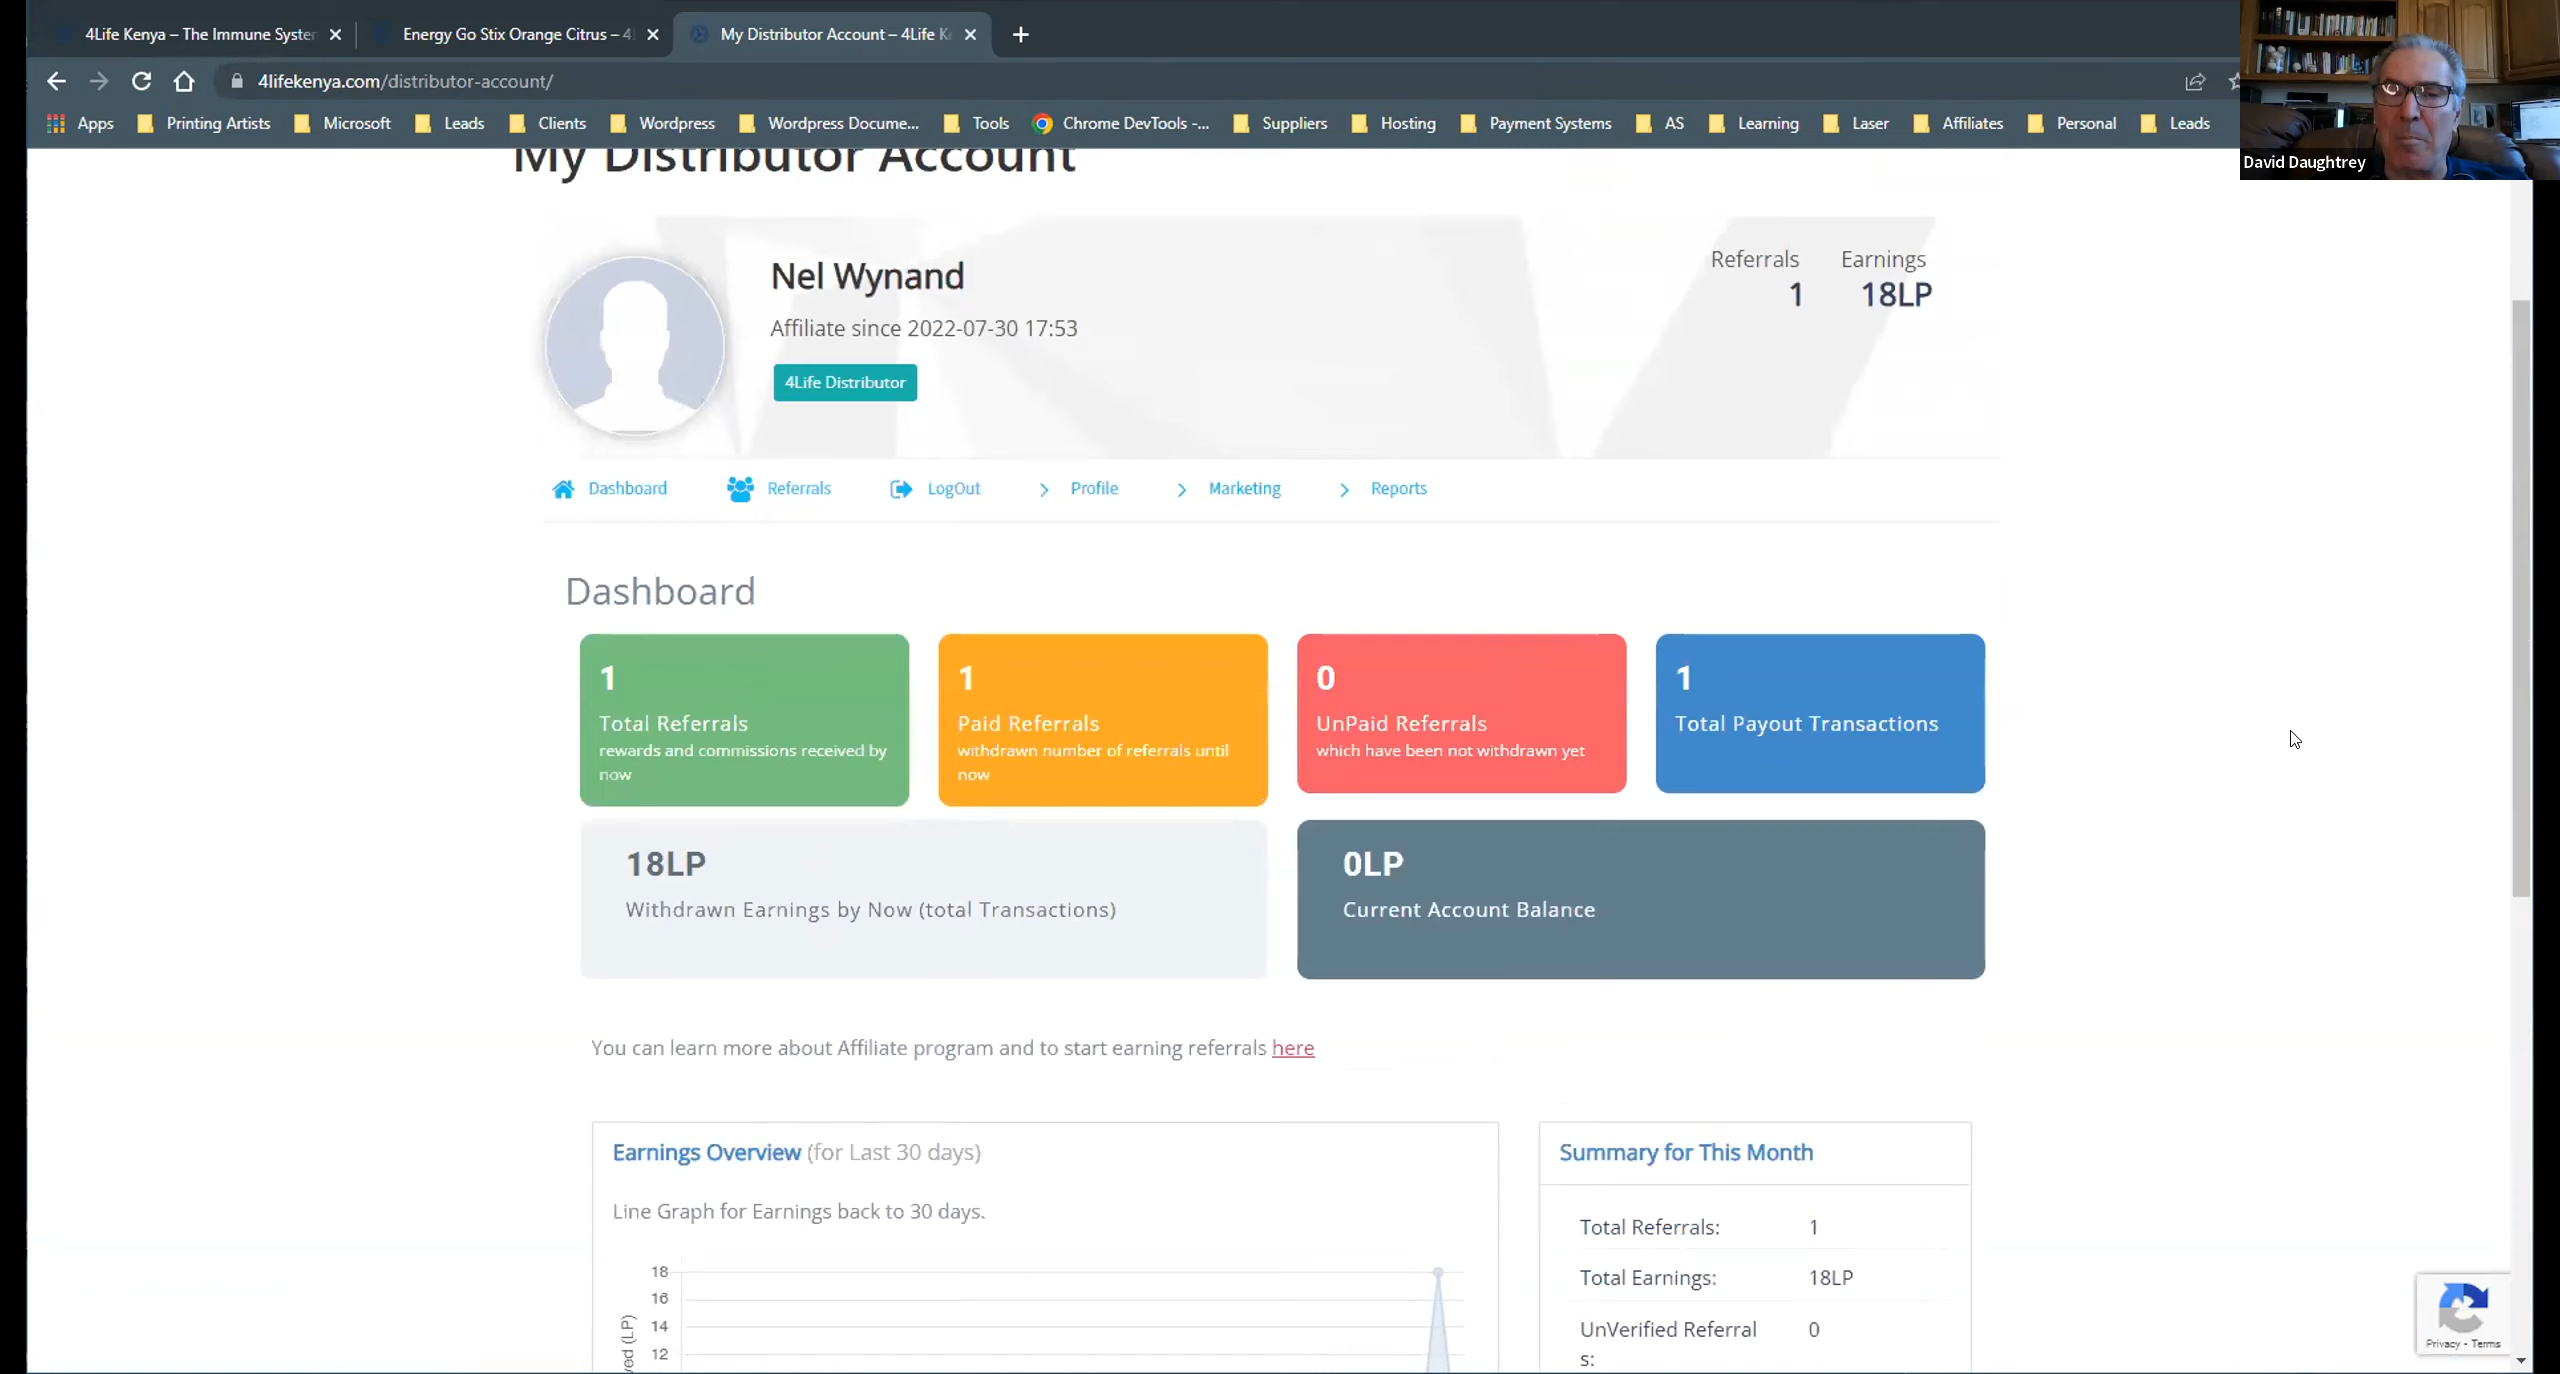 4Life Kenya – The Immune Syster
Energy Go Stix Orange Citrus – 4
My Distributor Account – 4Life K
4lifekenya.com/distributor-account/
Apps
Printing Artists
Microsoft
Leads
Clients
Wordpress
Wordpress Docume...
Tools
Chrome DevTools -...
Suppliers
Hosting
Payment Systems
AS
Learning
Laser
Affiliates
Personal
Leads
David Daughtrey
My Distributor Account
Nel Wynand
Affiliate since 2022-07-30 17:53
4Life Distributor
Referrals
1
Earnings
18LP
Dashboard
Referrals
LogOut
Profile
Marketing
Reports
Dashboard
1
Total Referrals
rewards and commissions received by
now
1
Paid Referrals
withdrawn number of referrals until
now
0
UnPaid Referrals
which have been not withdrawn yet
1
Total Payout Transactions
18LP
Withdrawn Earnings by Now (total Transactions)
0LP
Current Account Balance
You can learn more about Affiliate program and to start earning referrals here
Earnings Overview (for Last 30 days)
Line Graph for Earnings back to 30 days.
18
16
14
12
ved (LP)
Summary for This Month
Total Referrals: 1
Total Earnings: 18LP
UnVerified Referral 0
s:
Privacy - Terms